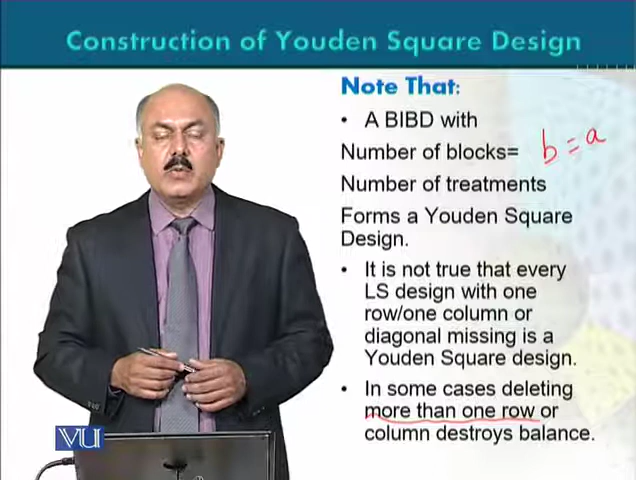 Construction of Youden Square Design
Note That:
• A BIBD with
Number of blocks= b = a
Number of treatments
Forms a Youden Square
Design.
• It is not true that every
LS design with one
row/one column or
diagonal missing is a
Youden Square design.
• In some cases deleting
more than one row or
column destroys balance.
VU